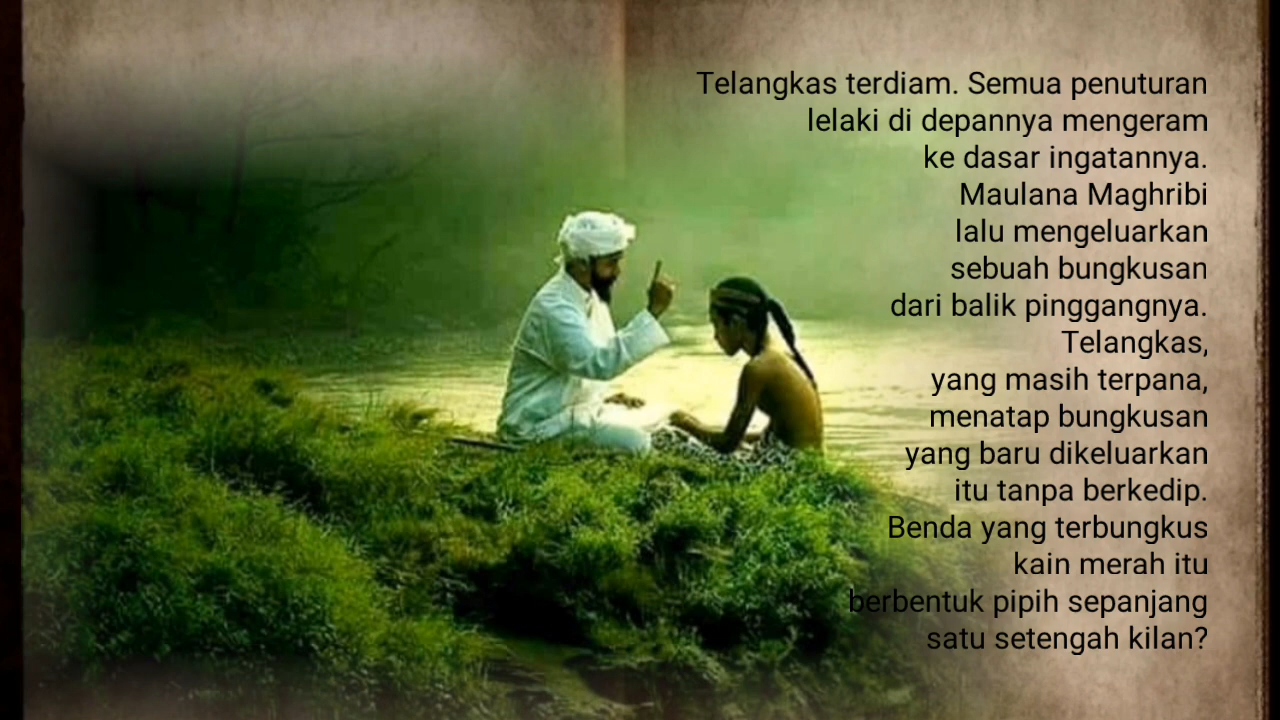 Telangkas terdiam. Semua penuturan
lelaki di depannya mengeram
ke dasar ingatannya.
Maulana Maghribi
lalu mengeluarkan
sebuah bungkusan
dari balik pinggangnya.
Telangkas,
yang masih terpana,
menatap bungkusan
yang baru dikeluarkan
itu tanpa berkedip.
Benda yang terbungkus
kain merah itu
berbentuk pipih sepanjang
satu setengah kilan?